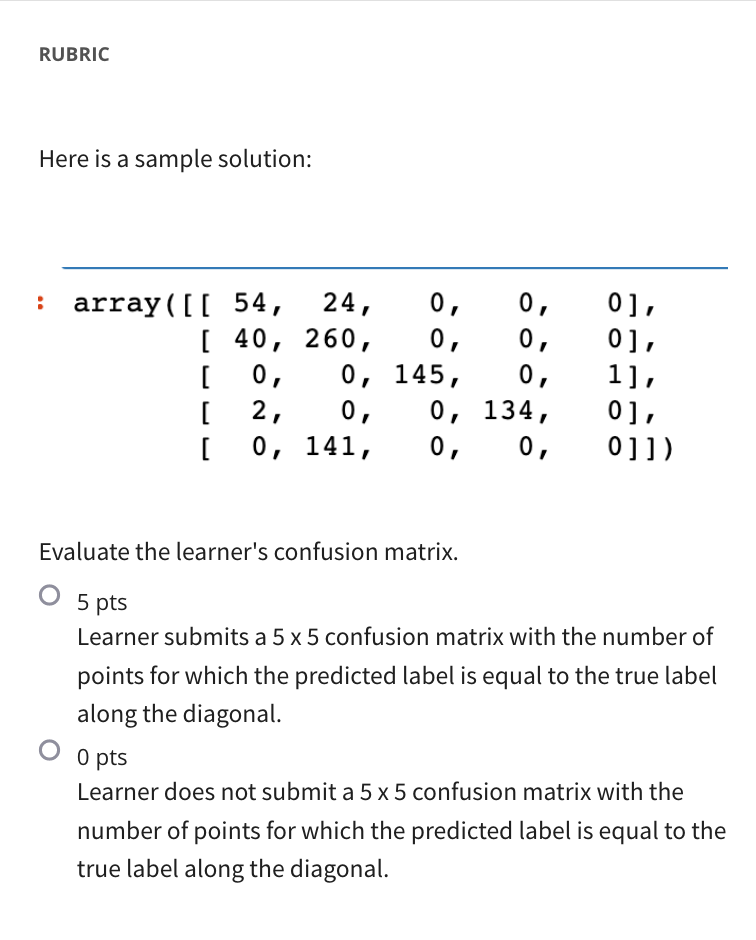 RUBRIC
Here is a sample solution:
: array([[ 54, 24, 0, 0, 0],
[ 40, 260, 0, 0, 0],
[ 0, 0, 145, 0, 1],
[ 2, 0, 0, 134, 0],
[ 0, 141, 0, 0, 0]])
Evaluate the learner's confusion matrix.
5 pts
Learner submits a 5 x 5 confusion matrix with the number of
points for which the predicted label is equal to the true label
along the diagonal.
0 pts
Learner does not submit a 5 x 5 confusion matrix with the
number of points for which the predicted label is equal to the
true label along the diagonal.